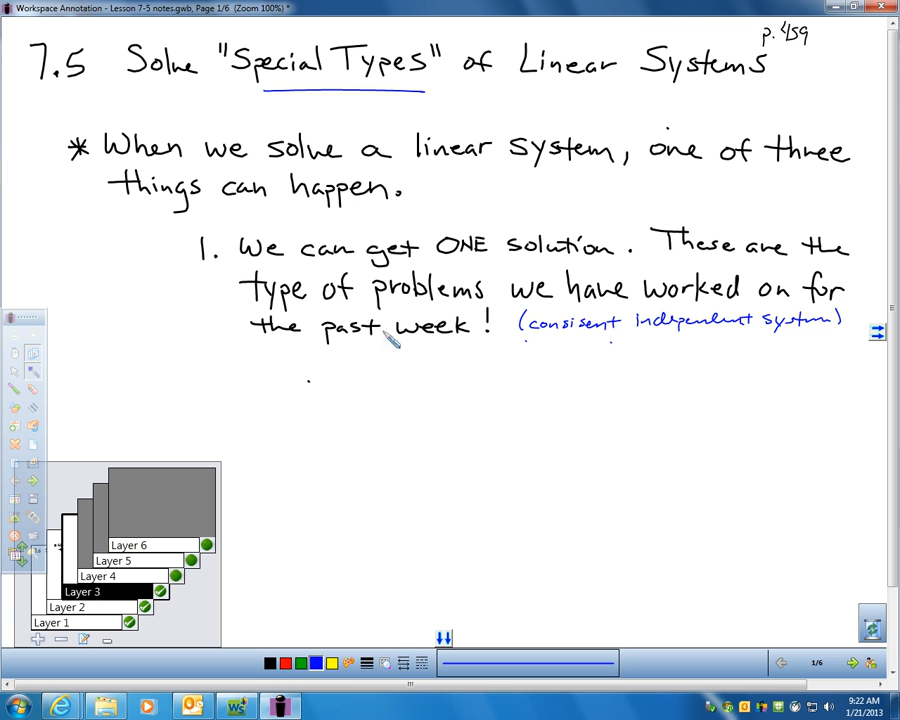 Workspace Annotation - Lesson 7-5 notes.gwb, Page 1/6 (Zoom 100%) *
p. 459
7.5 Solve "Special Types" of Linear Systems
* When we solve a linear system, one of three
things can happen.
1. We can get ONE solution. These are the
type of problems we have worked on for
the past week! (consisent independent system)
Layer 6
Layer 5
Layer 4
Layer 3
Layer 2
Layer 1
1/6
9:22 AM
1/21/2013